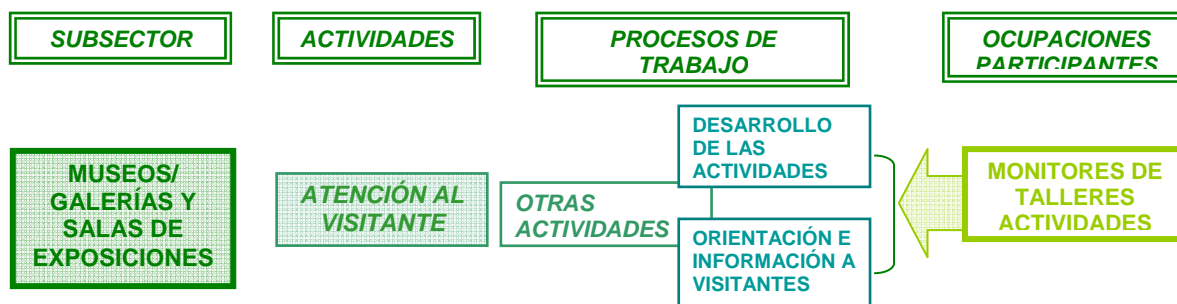 SUBSECTOR
ACTIVIDADES
PROCESOS DE
TRABAJO
OCUPACIONES
PARTICIPANTES
MUSEOS/
GALERÍAS Y
SALAS DE
EXPOSICIONES
ATENCIÓN AL
VISITANTE
OTRAS
ACTIVIDADES
DESARROLLO
DE LAS
ACTIVIDADES
ORIENTACIÓN E
INFORMACIÓN A
VISITANTES
MONITORES DE
TALLERES
ACTIVIDADES